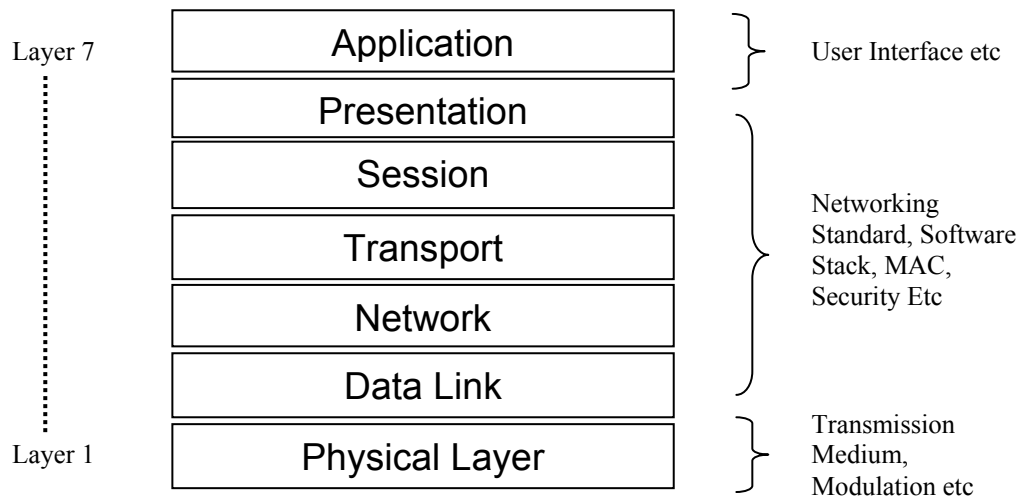 Layer 7
Application
User Interface etc
Presentation
Session
Transport
Networking
Standard, Software
Stack, MAC,
Security Etc
Network
Data Link
Layer 1
Physical Layer
Transmission
Medium,
Modulation etc